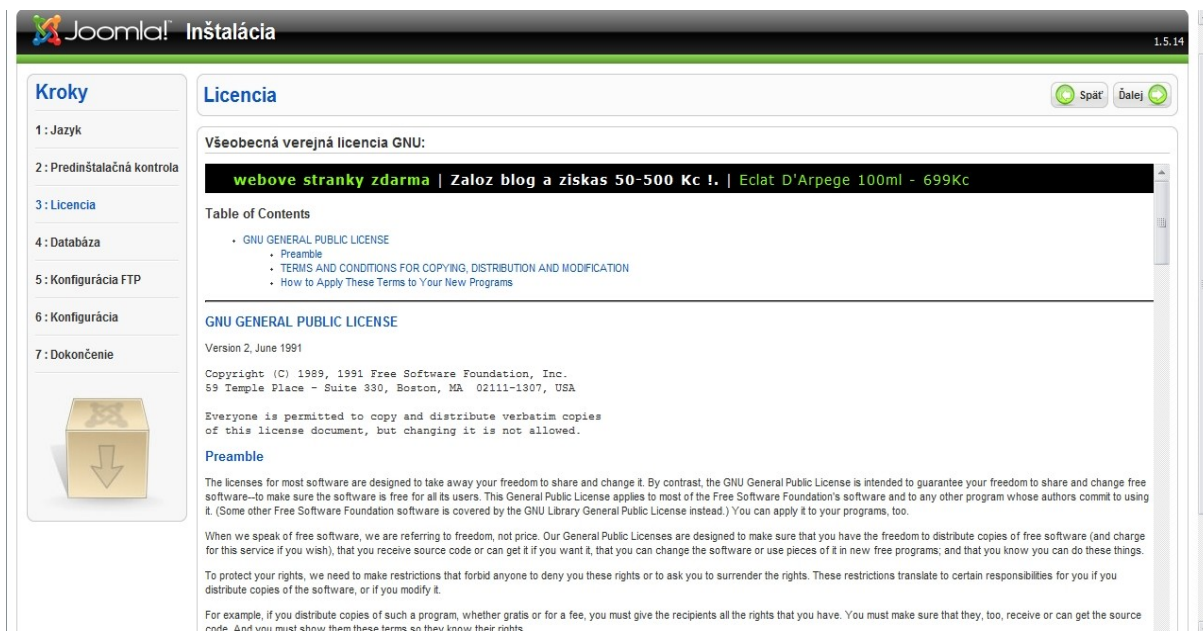 Joomla! Inštalácia
1.5.14
Kroky
1 : Jazyk
2 : Predinštalačná kontrola
3 : Licencia
4 : Databáza
5 : Konfigurácia FTP
6 : Konfigurácia
7 : Dokončenie
Licencia
Späť
Ďalej
Všeobecná verejná licencia GNU:
webove stranky zdarma | Zaloz blog a ziskas 50-500 Kc !. | Eclat D'Arpege 100ml - 699Kc
Table of Contents
GNU GENERAL PUBLIC LICENSE
Preamble
TERMS AND CONDITIONS FOR COPYING, DISTRIBUTION AND MODIFICATION
How to Apply These Terms to Your New Programs
GNU GENERAL PUBLIC LICENSE
Version 2, June 1991
Copyright (C) 1989, 1991 Free Software Foundation, Inc.
59 Temple Place - Suite 330, Boston, MA 02111-1307, USA
Everyone is permitted to copy and distribute verbatim copies
of this license document, but changing it is not allowed.
Preamble
The licenses for most software are designed to take away your freedom to share and change it. By contrast, the GNU General Public License is intended to guarantee your freedom to share and change free
software--to make sure the software is free for all its users. This General Public License applies to most of the Free Software Foundation's software and to any other program whose authors commit to using
it. (Some other Free Software Foundation software is covered by the GNU Library General Public License instead.) You can apply it to your programs, too.
When we speak of free software, we are referring to freedom, not price. Our General Public Licenses are designed to make sure that you have the freedom to distribute copies of free software (and charge
for this service if you wish), that you receive source code or can get it if you want it, that you can change the software or use pieces of it in new free programs; and that you know you can do these things.
To protect your rights, we need to make restrictions that forbid anyone to deny you these rights or to ask you to surrender the rights. These restrictions translate to certain responsibilities for you if you
distribute copies of the software, or if you modify it.
For example, if you distribute copies of such a program, whether gratis or for a fee, you must give the recipients all the rights that you have. You must make sure that they, too, receive or can get the source
code. And you must show them these terms so they know their rights.